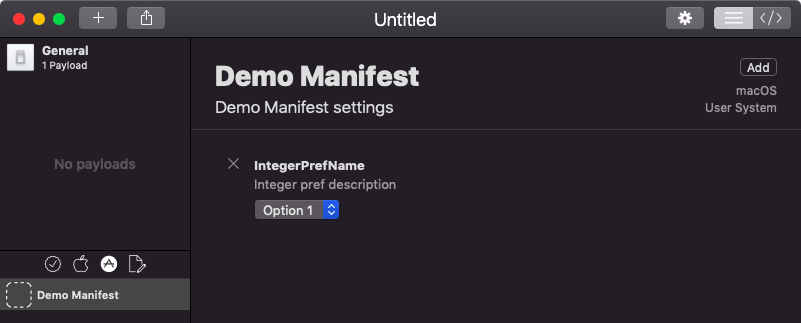 Untitled
General
1 Payload
No payloads
Demo Manifest
Demo Manifest
Demo Manifest settings
Add
macOS
User System
IntegerPrefName
Integer pref description
Option 1